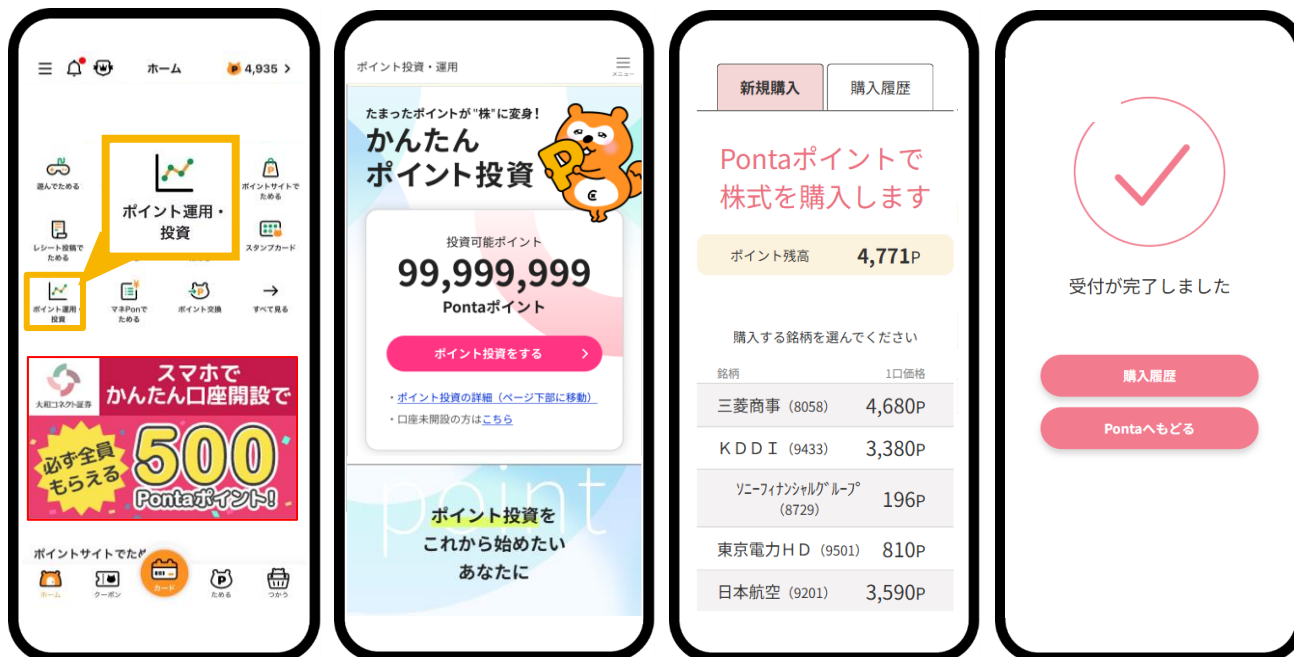 ホーム
4,935 >
遊んでためる
ポイント運用・
投資
ポイントサイトで
ためる
レシート投稿で
ためる
スタンプカード
ポイント運用・
投資
マネPonで
ためる
ポイント交換
すべて見る
大和コネクト証券
スマホで
かんたん口座開設で
必ず全員
もらえる
500
Pontaポイント!
ポイントサイトでため
ホーム
クーポン
カード
ためる
つかう
ポイント投資・運用
メニュー
たまったポイントが"株"に変身!
かんたん
ポイント投資
投資可能ポイント
99,999,999
Pontaポイント
ポイント投資をする >
・ポイント投資の詳細(ページ下部に移動)
・口座未開設の方はこちら
point
ポイント投資を
これから始めたい
あなたに
新規購入 購入履歴
Pontaポイントで
株式を購入します
ポイント残高 4,771P
購入する銘柄を選んでください
銘柄 1口価格
三菱商事(8058) 4,680P
KDDI(9433) 3,380P
ソニーフィナンシャルグループ
(8729) 196P
東京電力HD(9501) 810P
日本航空(9201) 3,590P
受付が完了しました
購入履歴
Pontaへもどる